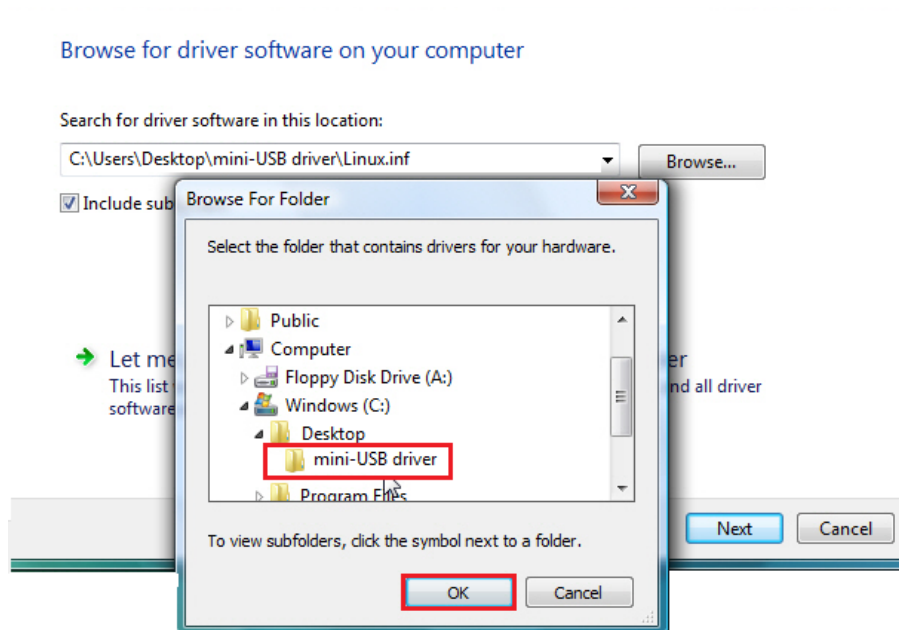 Browse for driver software on your computer
Search for driver software in this location:
C:\Users\Desktop\mini-USB driver\Linux.inf
Browse...
Include sub
Browse For Folder
Select the folder that contains drivers for your hardware.
Public
Computer
Floppy Disk Drive (A:)
Windows (C:)
Desktop
mini-USB driver
Program Files
Let me
er
This list
nd all driver
software
To view subfolders, click the symbol next to a folder.
OK
Cancel
Next
Cancel